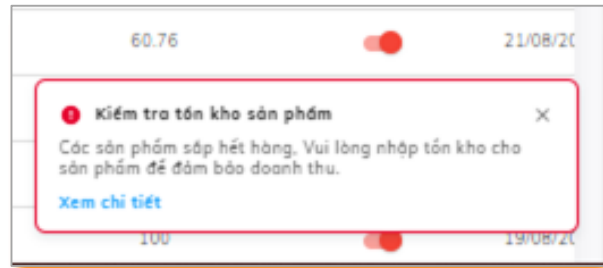 60.76 21/08/20
Kiểm tra tồn kho sản phẩm
Các sản phẩm sắp hết hàng, Vui lòng nhập tồn kho cho
sản phẩm để đảm bảo doanh thu.
Xem chi tiết
100 19/08/20